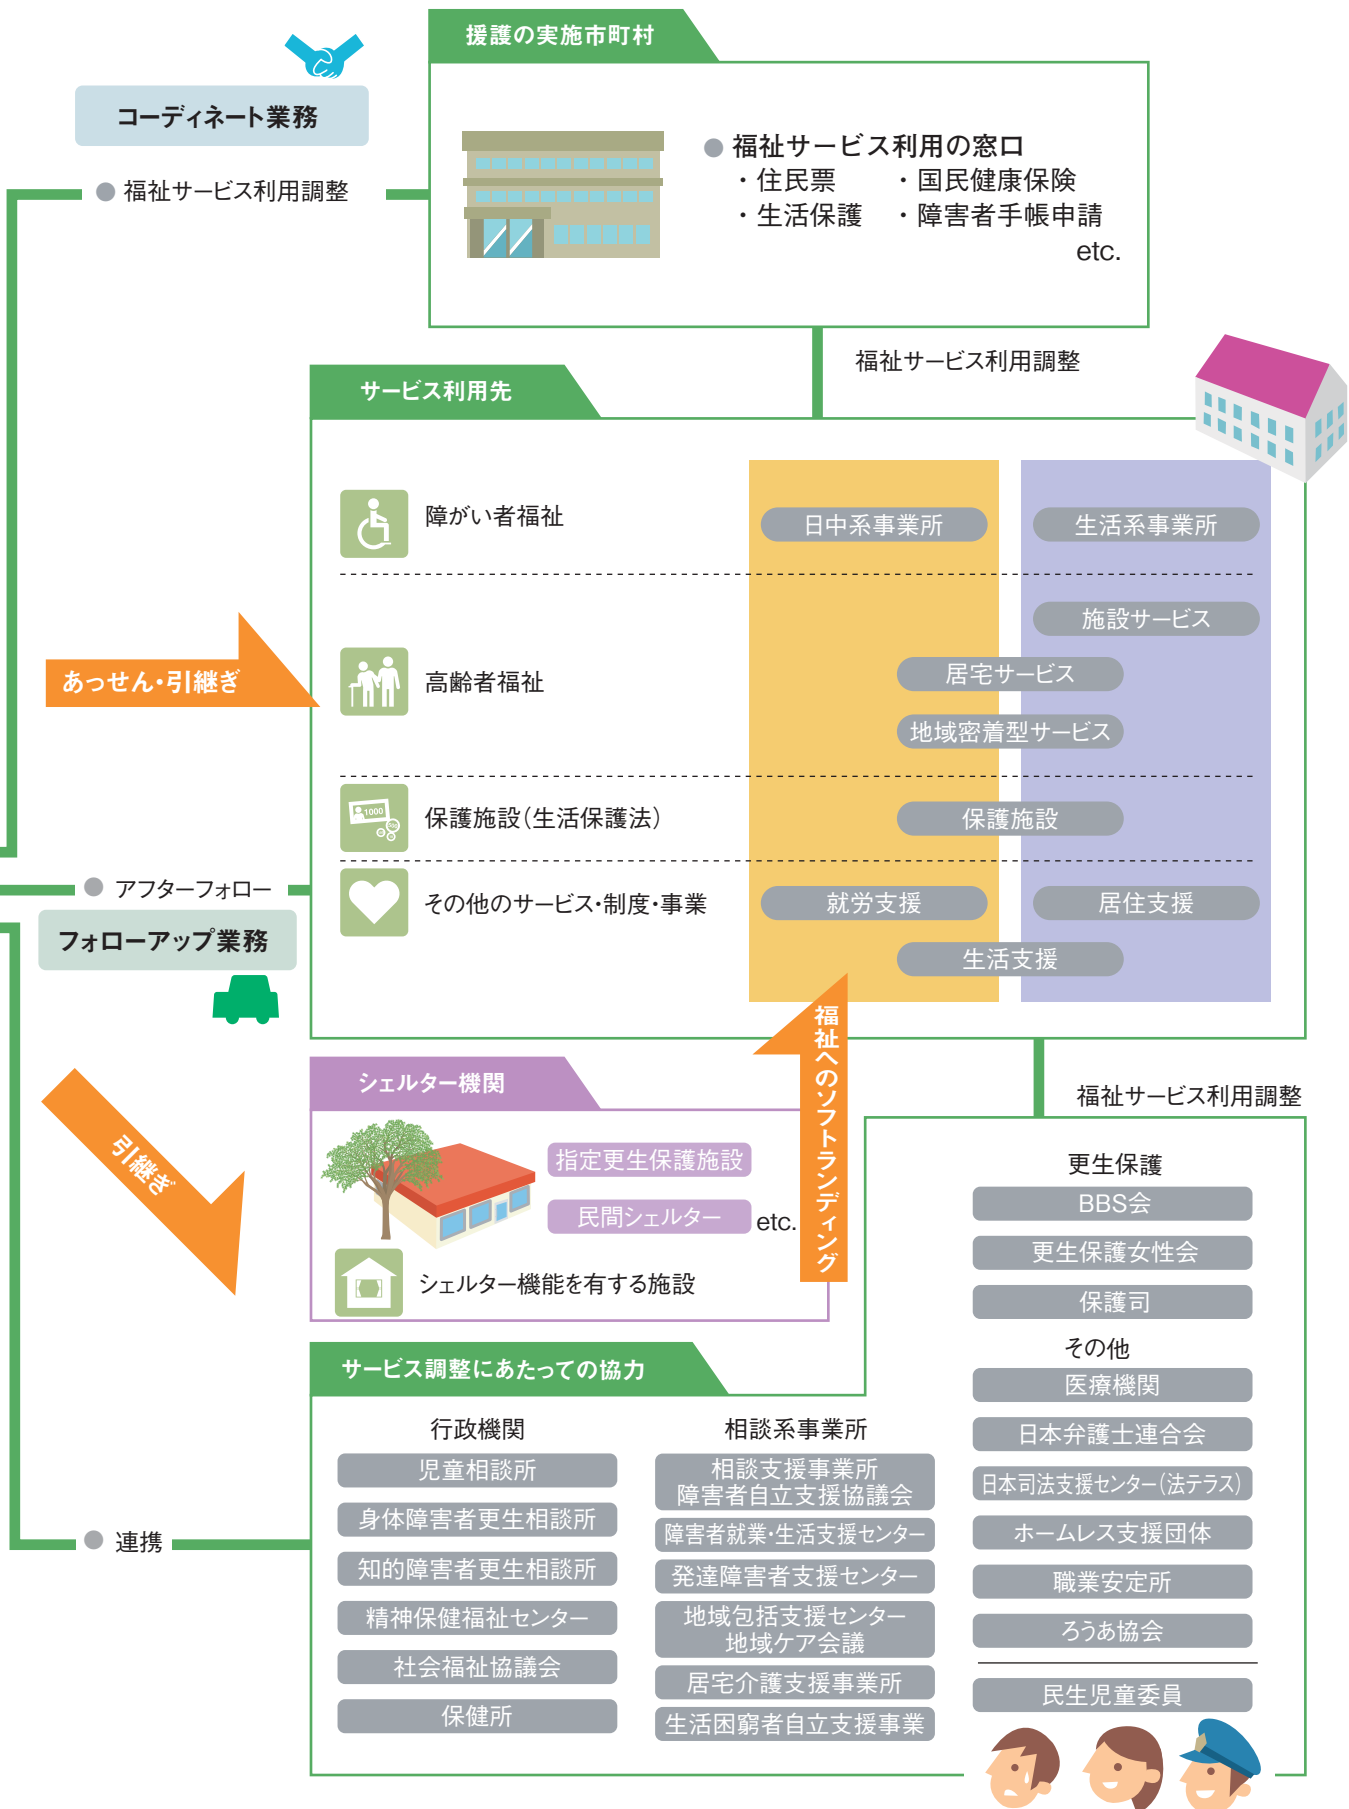 援護の実施市町村
コーディネート業務
● 福祉サービス利用の窓口
・住民票 ・国民健康保険
・生活保護 ・障害者手帳申請
etc.
● 福祉サービス利用調整
福祉サービス利用調整
サービス利用先
障がい者福祉
日中系事業所
生活系事業所
施設サービス
あっせん・引継ぎ
高齢者福祉
居宅サービス
地域密着型サービス
1000
保護施設（生活保護法）
保護施設
● アフターフォロー
その他のサービス・制度・事業
就労支援
居住支援
フォローアップ業務
生活支援
福祉へのソフトランディング
シェルター機関
指定更生保護施設
民間シェルター
etc.
シェルター機能を有する施設
引継ぎ
福祉サービス利用調整
サービス調整にあたっての協力
行政機関
児童相談所
身体障害者更生相談所
知的障害者更生相談所
精神保健福祉センター
社会福祉協議会
保健所
● 連携
相談系事業所
相談支援事業所
障害者自立支援協議会
障害者就業・生活支援センター
発達障害者支援センター
地域包括支援センター
地域ケア会議
居宅介護支援事業所
生活困窮者自立支援事業
更生保護
BBS会
更生保護女性会
保護司
その他
医療機関
日本弁護士連合会
日本司法支援センター（法テラス）
ホームレス支援団体
職業安定所
ろうあ協会
民生児童委員